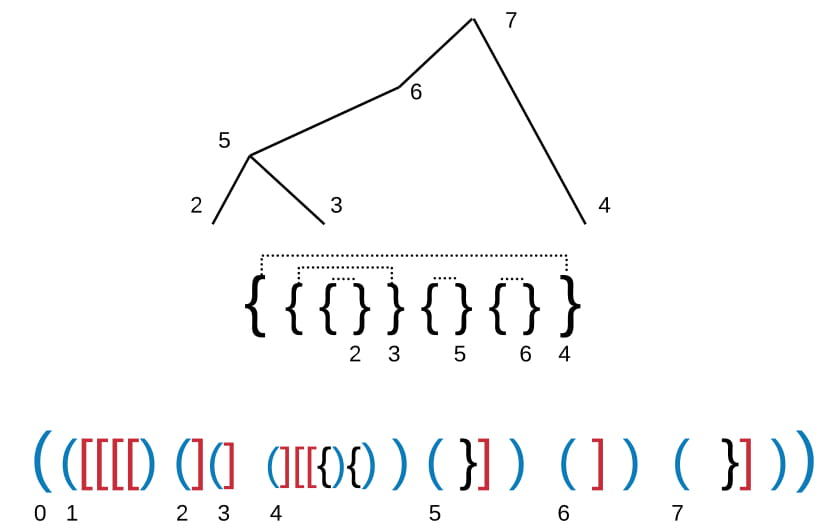 7
6
5
2 3 4
{ { { } } { } { } }
2 3 5 6 4
(([[[[) (](] (][[{){) ) ( }] ) ( ] ) ( }] ))
0 1 2 3 4 5 6 7